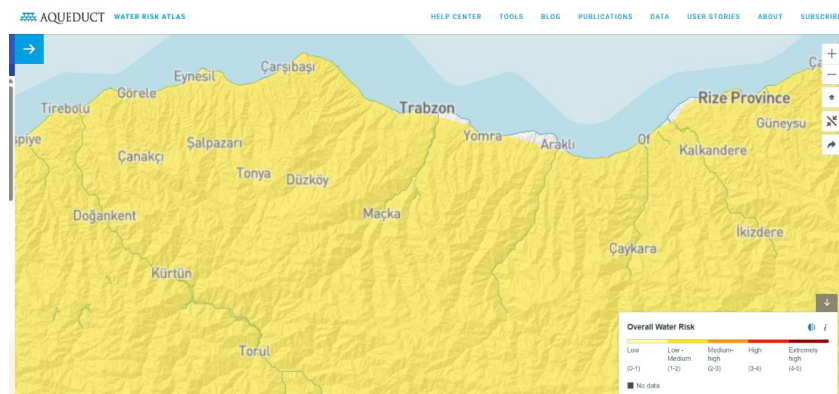 AQUEDUCT WATER RISK ATLAS
HELP CENTER TOOLS BLOG PUBLICATIONS DATA USER STORIES ABOUT SUBSCRIBE
Çarşıbaşı
Eynesil
Görele
Tirebolu
Trabzon
Rize Province
Güneysu
Yomra
Araklı
Of
Kalkandere
Şalpazarı
Çanakçı
Tonya
Düzköy
Maçka
Doğankent
İkizdere
Çaykara
Kürtün
Torul
Overall Water Risk
Low Low - Medium Medium-high High Extremely high
(0-1) (1-2) (2-3) (3-4) (4-5)
No data